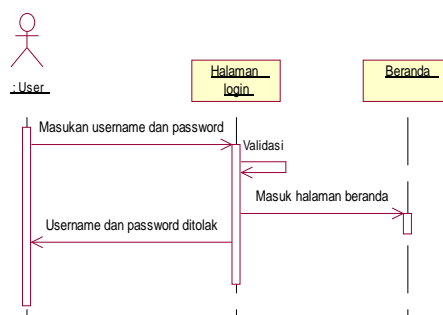 : User
Halaman
login
Beranda
Masukan username dan password
Validasi
Masuk halaman beranda
Username dan password ditolak